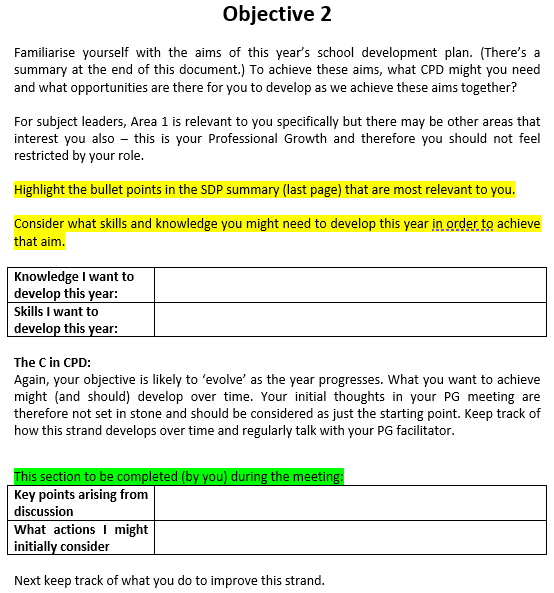 Objective 2
Familiarise yourself with the aims of this year’s school development plan. (There’s a
summary at the end of this document.) To achieve these aims, what CPD might you need
and what opportunities are there for you to develop as we achieve these aims together?
For subject leaders, Area 1 is relevant to you specifically but there may be other areas that
interest you also – this is your Professional Growth and therefore you should not feel
restricted by your role.
Highlight the bullet points in the SDP summary (last page) that are most relevant to you.
Consider what skills and knowledge you might need to develop this year in order to achieve
that aim.
Knowledge I want to
develop this year:
Skills I want to
develop this year:
The C in CPD:
Again, your objective is likely to ‘evolve’ as the year progresses. What you want to achieve
might (and should) develop over time. Your initial thoughts in your PG meeting are
therefore not set in stone and should be considered as just the starting point. Keep track of
how this strand develops over time and regularly talk with your PG facilitator.
This section to be completed (by you) during the meeting:
Key points arising from
discussion
What actions I might
initially consider
Next keep track of what you do to improve this strand.